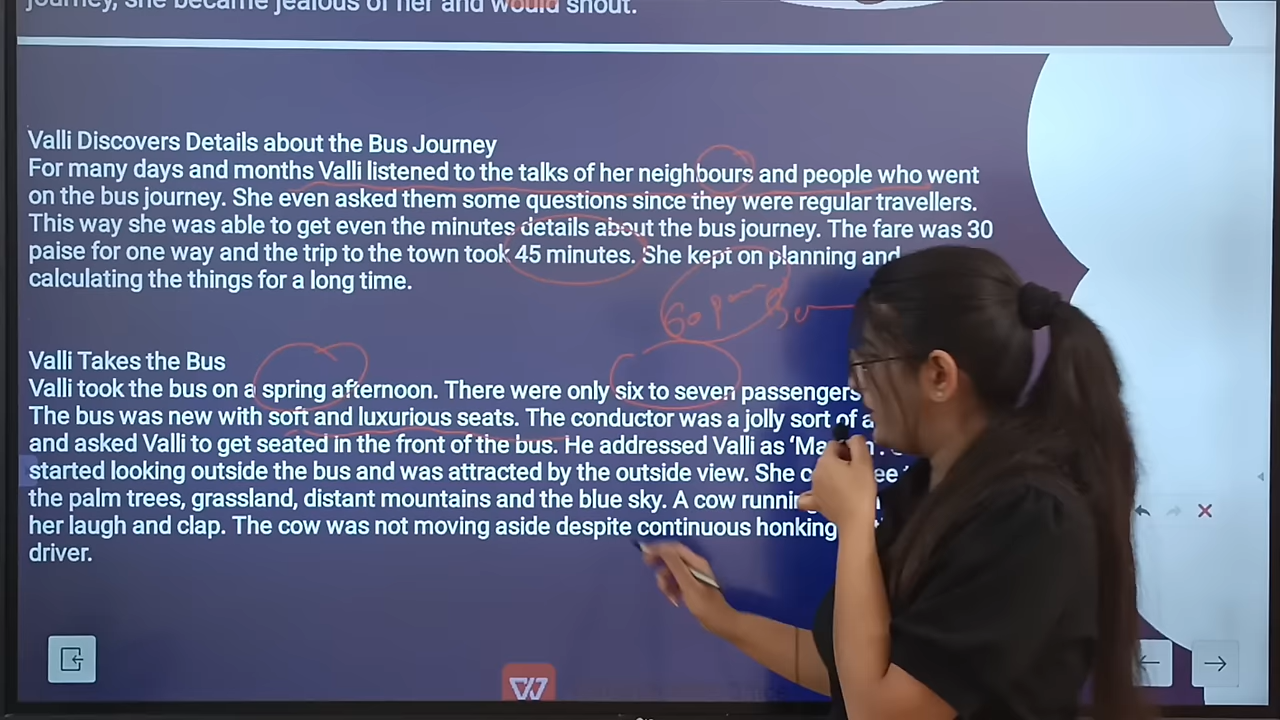 journey, she became jealous of her and would shout.
Valli Discovers Details about the Bus Journey
For many days and months Valli listened to the talks of her neighbours and people who went
on the bus journey. She even asked them some questions since they were regular travellers.
This way she was able to get even the minutes details about the bus journey. The fare was 30
paise for one way and the trip to the town took 45 minutes. She kept on planning and
calculating the things for a long time.
60
Valli Takes the Bus
Valli took the bus on a spring afternoon. There were only six to seven passengers
The bus was new with soft and luxurious seats. The conductor was a jolly sort of
and asked Valli to get seated in the front of the bus. He addressed Valli as
started looking outside the bus and was attracted by the outside view. She
the palm trees, grassland, distant mountains and the blue sky. A cow
her laugh and clap. The cow was not moving aside despite continuous honking
driver.